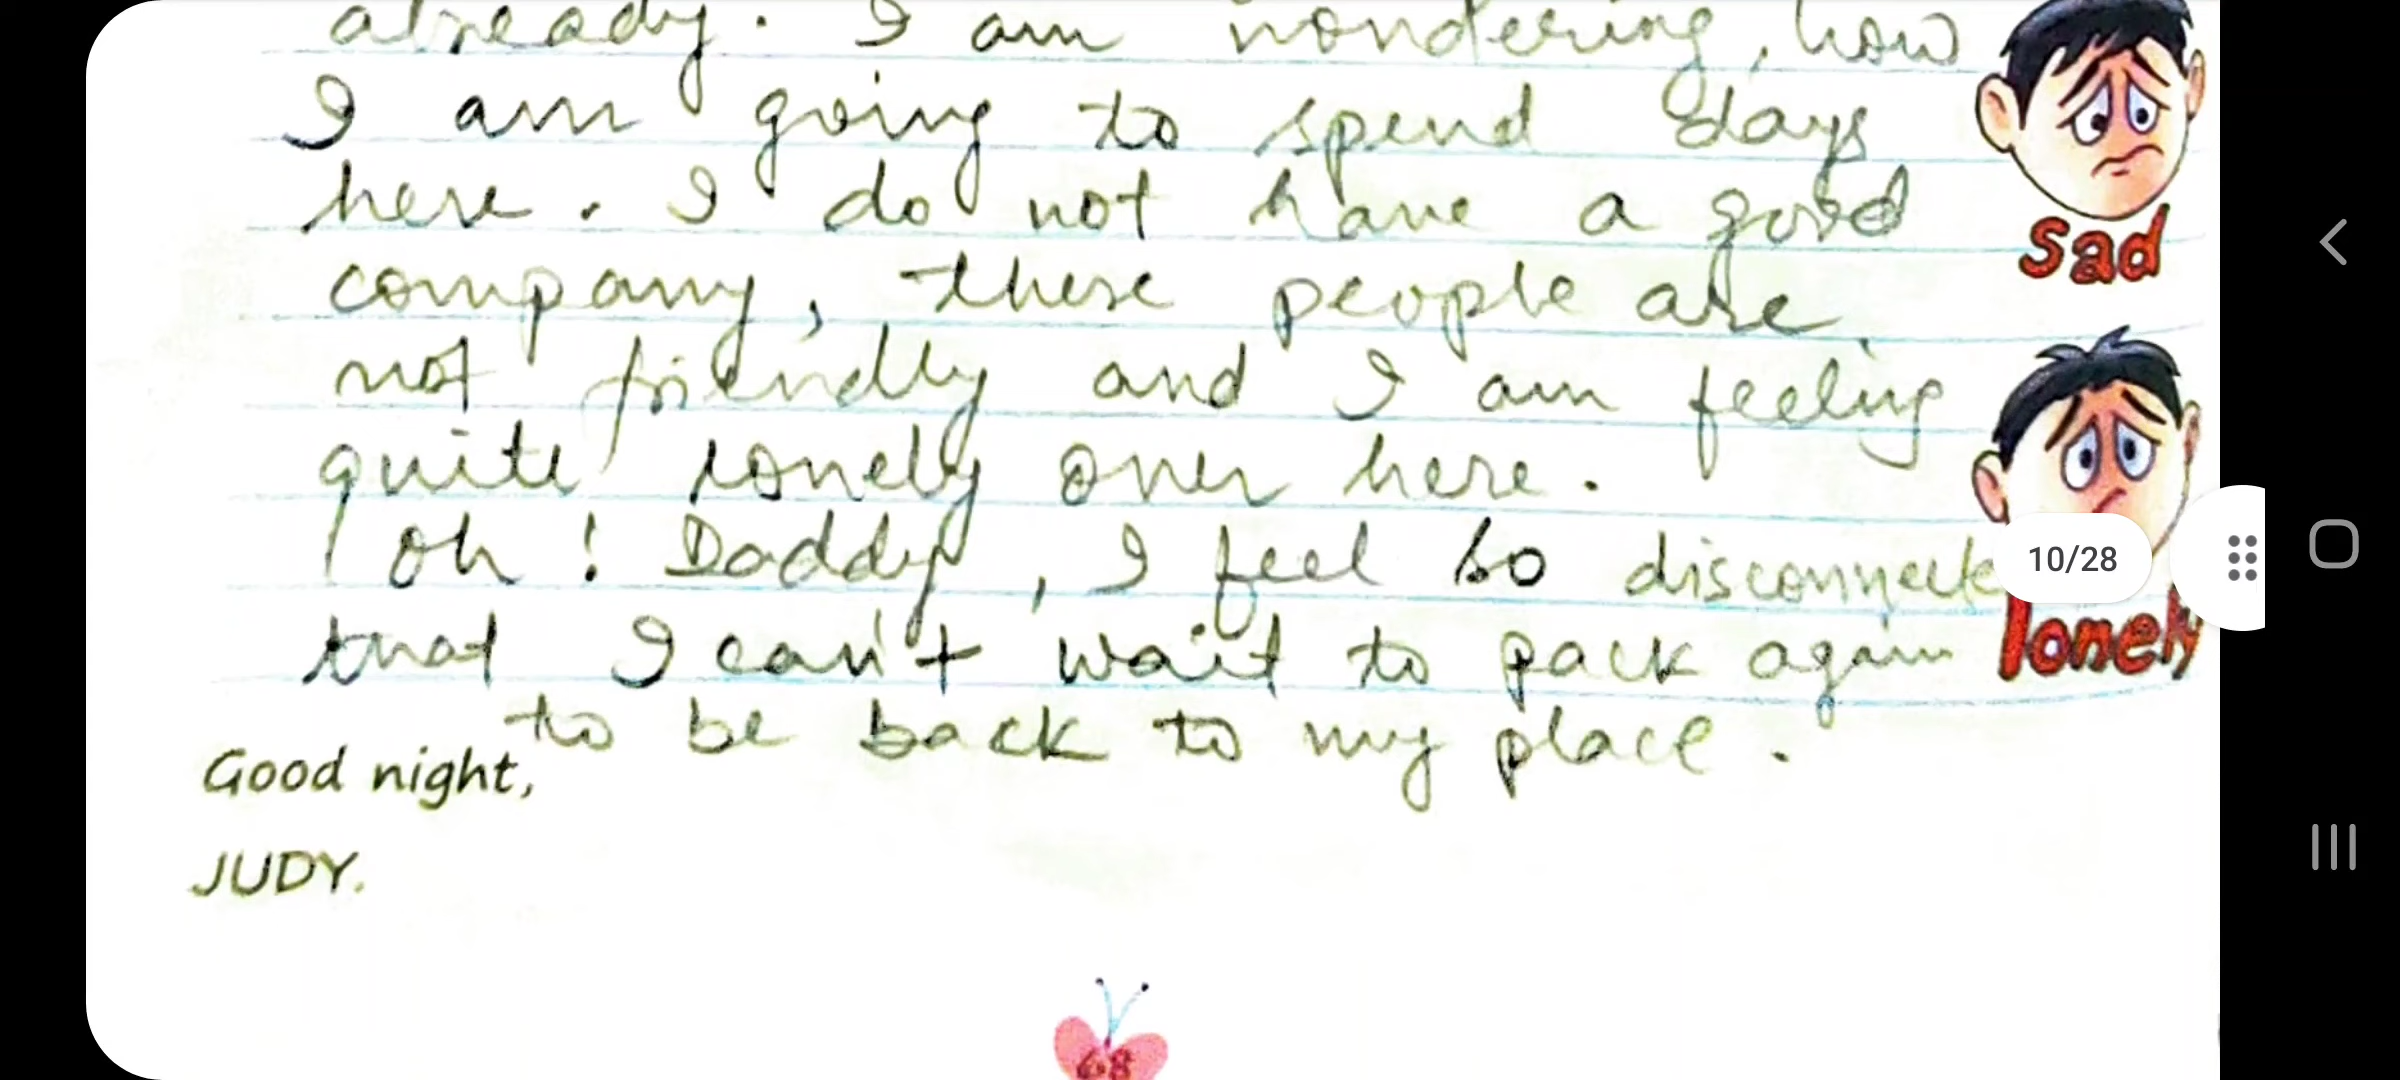 already. I am wondering, how
I am going to spend days
here. I do not have a good
sad
company, these people are
not friendly and I am feeling
quite lonely over here.
Oh! Daddy, I feel so disconnecte
10/28
that I can't wait to pack again
lonely
to be back to my place.
Good night,
JUDY.
68